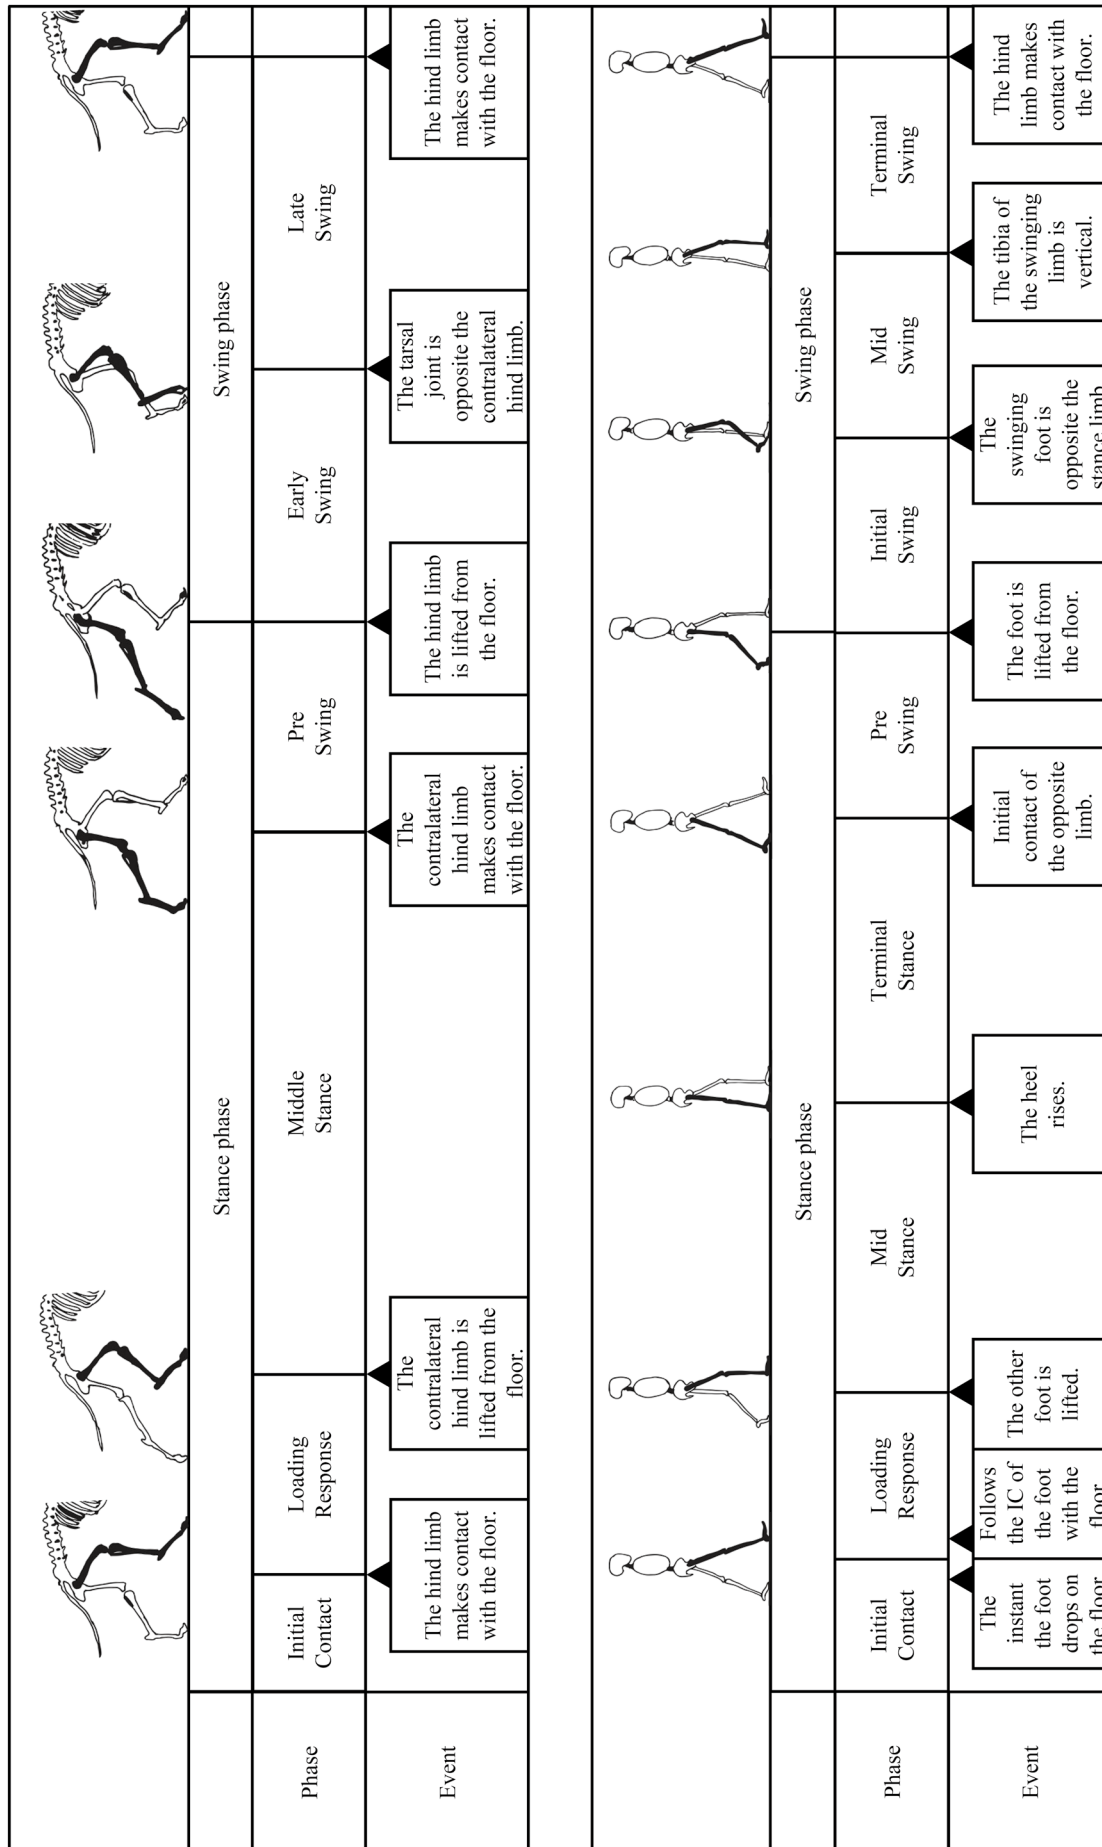 Stance phase
Swing phase
Phase
Initial
Contact
Loading
Response
Middle
Stance
Pre
Swing
Early
Swing
Late
Swing
Event
The hind limb
makes contact
with the floor.
The
contralateral
hind limb is
lifted from the
floor.
The
contralateral
hind limb
makes contact
with the floor.
The hind limb
is lifted from
the floor.
The tarsal
joint is
opposite the
contralateral
hind limb.
The hind limb
makes contact
with the floor.
Stance phase
Swing phase
Phase
Initial
Contact
Loading
Response
Mid
Stance
Terminal
Stance
Pre
Swing
Initial
Swing
Mid
Swing
Terminal
Swing
Event
The
instant
the foot
drops on
the floor
Follows
the IC of
the foot
with the
floor
The other
foot is
lifted.
The heel
rises.
Initial
contact of
the opposite
limb.
The foot is
lifted from
the floor.
The
swinging
foot is
opposite the
stance limb
The tibia of
the swinging
limb is
vertical.
The hind
limb makes
contact with
the floor.